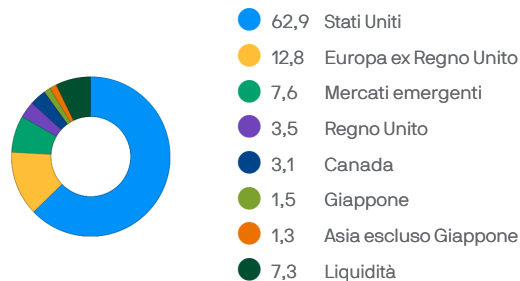 62,9 Stati Uniti
12,8 Europa ex Regno Unito
7,6 Mercati emergenti
3,5 Regno Unito
3,1 Canada
1,5 Giappone
1,3 Asia escluso Giappone
7,3 Liquidità